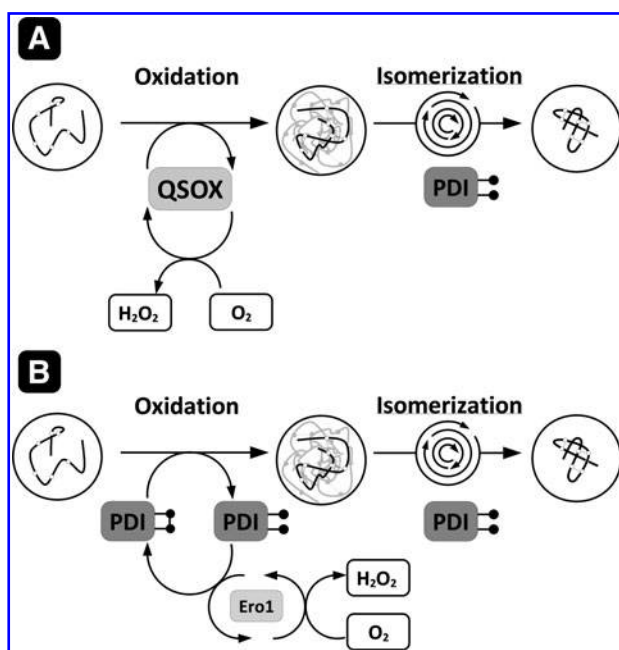 A
Oxidation
Isomerization
QSOX
PDI
H₂O₂
O₂
B
Oxidation
Isomerization
PDI
PDI
PDI
H₂O₂
Ero1
O₂